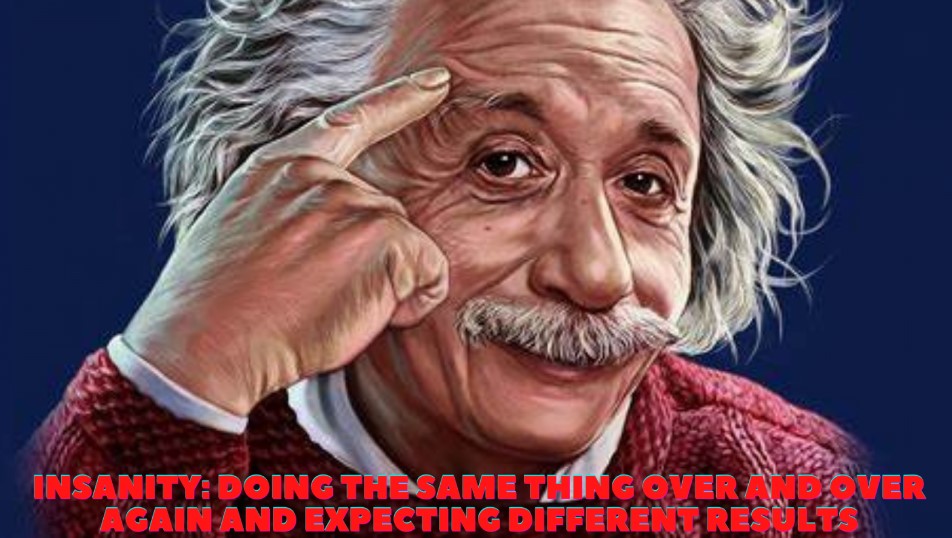 INSANITY: DOING THE SAME THING OVER AND OVER
AGAIN AND EXPECTING DIFFERENT RESULTS